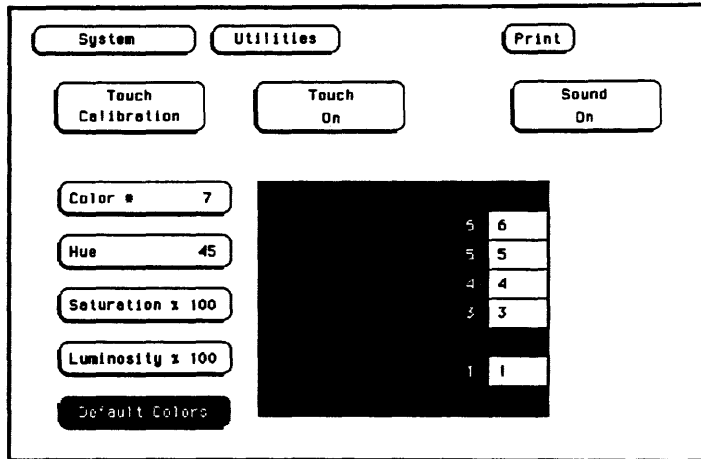 System Utilities Print
Touch Calibration
Touch On
Sound On
Color # 7
Hue 45
Saturation % 100
Luminosity % 100
Default Colors
6 6
5 5
4 4
3 3
1 1